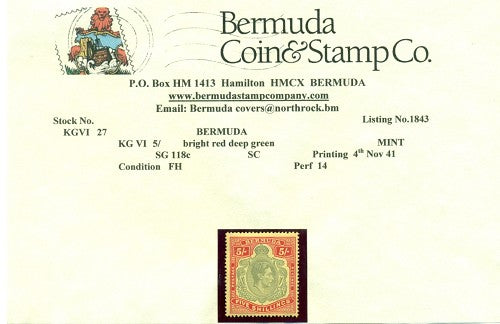 Bermuda
Coin&Stamp Co.
P.O. Box HM 1413 Hamilton HMCX BERMUDA
www.bermudastampcompany.com
Email: Bermuda covers@northrock.bm
Stock No. Listing No.1843
KGVI 27 BERMUDA
KG VI 5/ bright red deep green MINT
SG 118c SC Printing 4th Nov 41
Condition FH Perf 14
BERMUDA
5/- 5/-
FIVE SHILLINGS